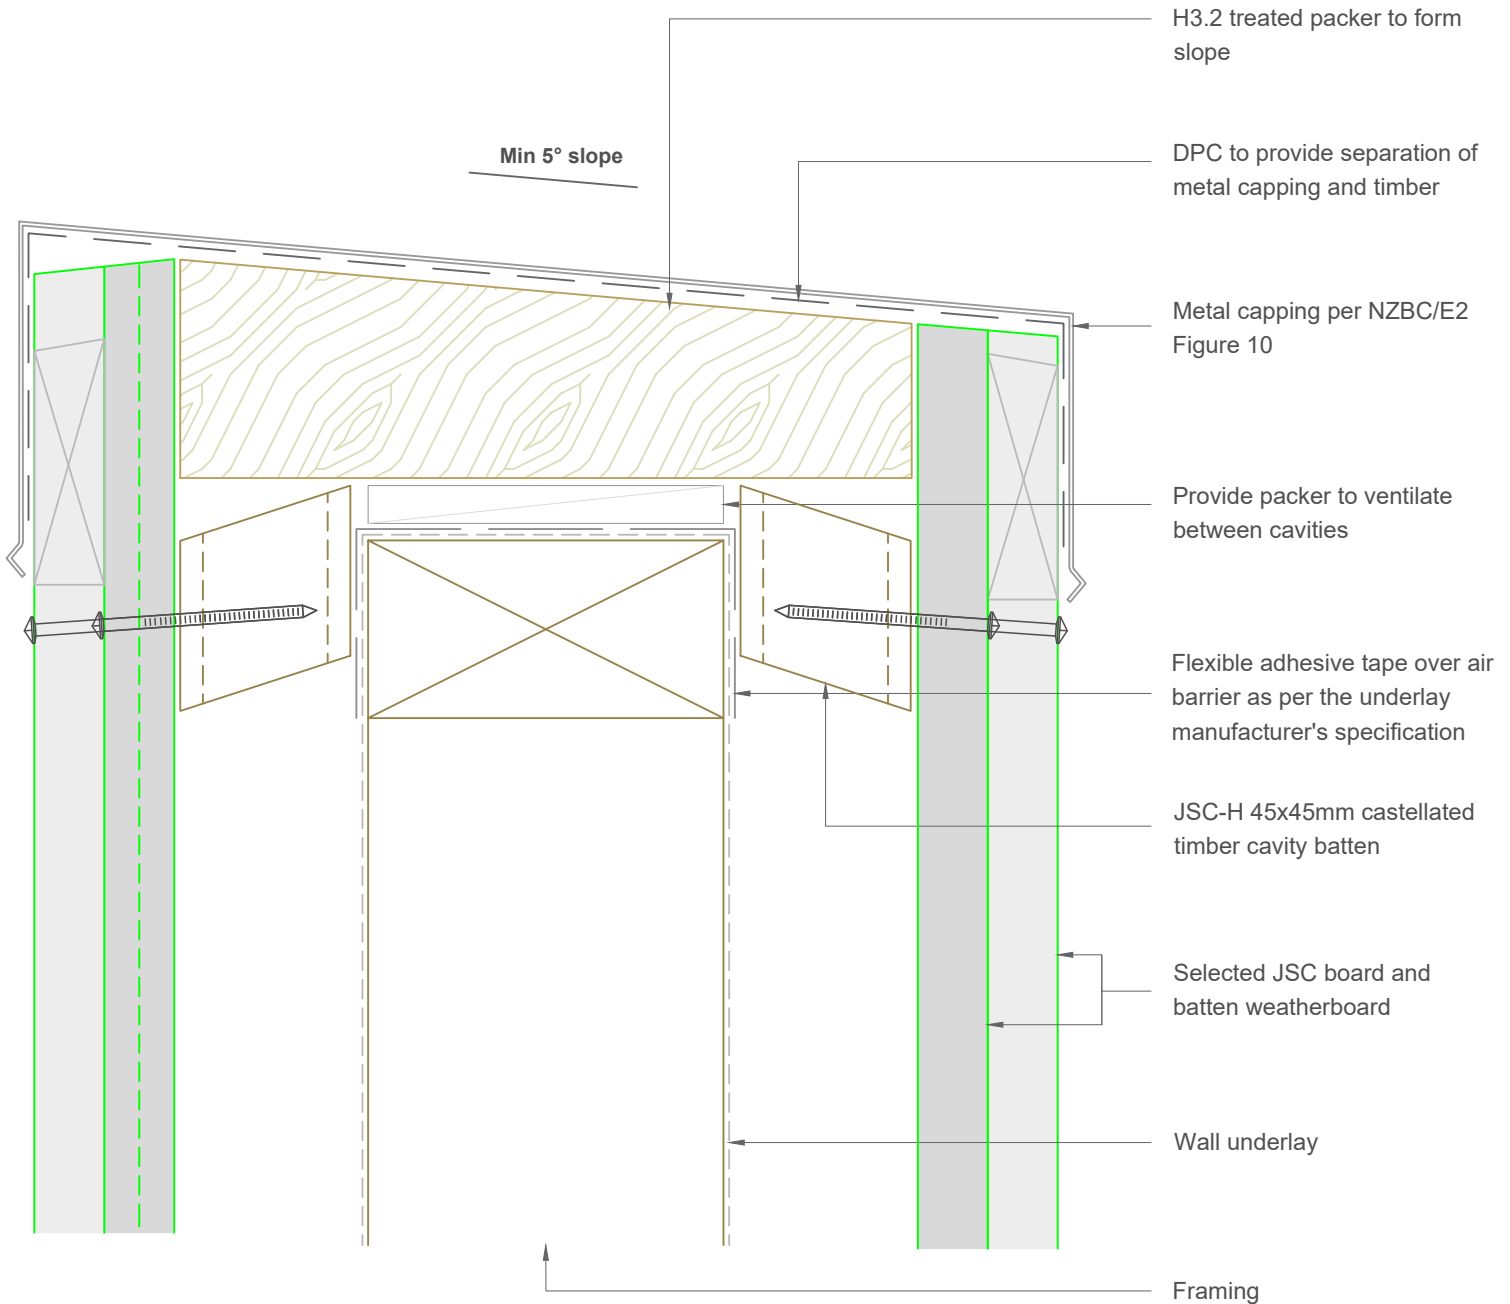 H3.2 treated packer to form
slope
Min 5° slope
DPC to provide separation of
metal capping and timber
Metal capping per NZBC/E2
Figure 10
Provide packer to ventilate
between cavities
Flexible adhesive tape over air
barrier as per the underlay
manufacturer's specification
JSC-H 45x45mm castellated
timber cavity batten
Selected JSC board and
batten weatherboard
Wall underlay
Framing